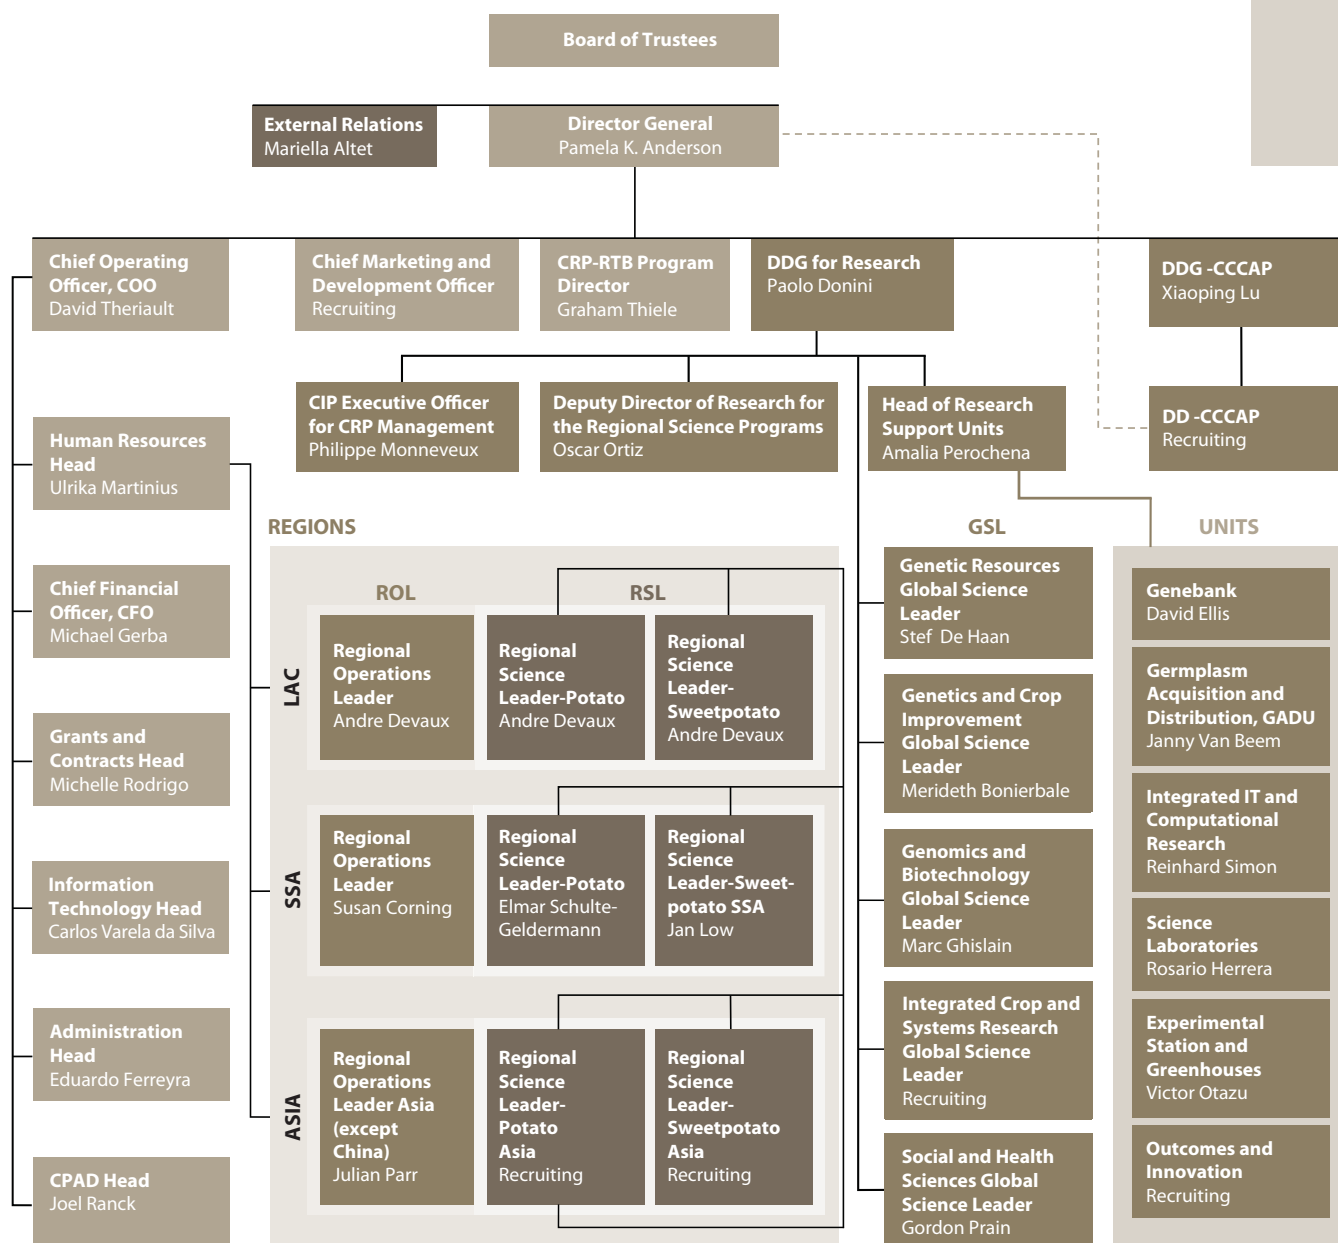 Board of Trustees
External Relations
Mariella Altet
Director General
Pamela K. Anderson
Chief Operating
Officer, COO
David Theriault
Chief Marketing and
Development Officer
Recruiting
CRP-RTB Program
Director
Graham Thiele
DDG for Research
Paolo Donini
DDG -CCCAP
Xiaoping Lu
CIP Executive Officer
for CRP Management
Philippe Monneveux
Deputy Director of Research for
the Regional Science Programs
Oscar Ortiz
Head of Research
Support Units
Amalia Perochena
DD -CCCAP
Recruiting
Human Resources
Head
Ulrika Martinius
Chief Financial
Officer, CFO
Michael Gerba
Grants and
Contracts Head
Michelle Rodrigo
Information
Technology Head
Carlos Varela da Silva
Administration
Head
Eduardo Ferreyra
CPAD Head
Joel Ranck
REGIONS
ROL
RSL
LAC
Regional
Operations
Leader
Andre Devaux
Regional
Science
Leader-Potato
Andre Devaux
Regional
Science
Leader-
Sweetpotato
Andre Devaux
SSA
Regional
Operations
Leader
Susan Corning
Regional
Science
Leader-Potato
Elmar Schulte-
Geldermann
Regional
Science
Leader-Sweet-
potato SSA
Jan Low
ASIA
Regional
Operations
Leader Asia
(except
China)
Julian Parr
Regional
Science
Leader-
Potato
Asia
Recruiting
Regional
Science
Leader-
Sweetpotato
Asia
Recruiting
GSL
Genetic Resources
Global Science
Leader
Stef De Haan
Genetics and Crop
Improvement
Global Science
Leader
Merideth Bonierbale
Genomics and
Biotechnology
Global Science
Leader
Marc Ghislain
Integrated Crop and
Systems Research
Global Science
Leader
Recruiting
Social and Health
Sciences Global
Science Leader
Gordon Prain
UNITS
Genebank
David Ellis
Germplasm
Acquisition and
Distribution, GADU
Janny Van Beem
Integrated IT and
Computational
Research
Reinhard Simon
Science
Laboratories
Rosario Herrera
Experimental
Station and
Greenhouses
Victor Otazu
Outcomes and
Innovation
Recruiting